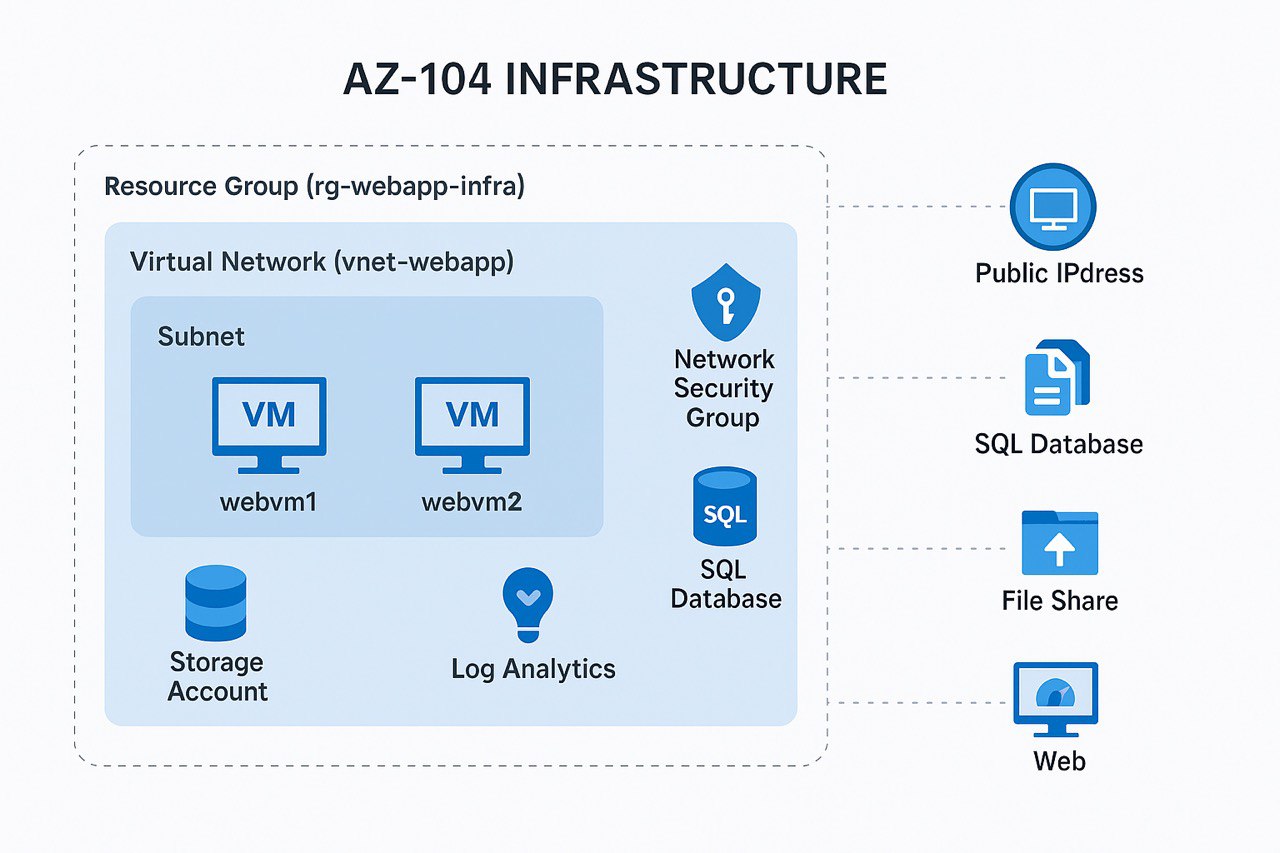 AZ-104 INFRASTRUCTURE
Resource Group (rg-webapp-infra)
Virtual Network (vnet-webapp)
Subnet
VM
webvm1
VM
webvm2
Network
Security
Group
SQL
SQL
Database
Storage
Account
Log Analytics
Public IPdress
SQL Database
File Share
Web